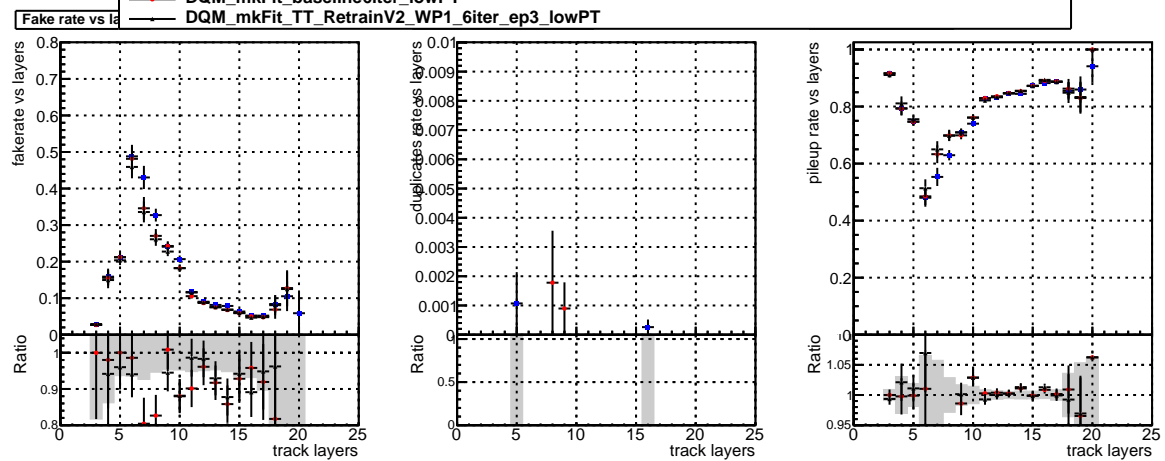 DQM_mkFit_TT_RetrainV2_WP1_6iter_ep3_lowPT
Fake rate vs la
fakerate vs layers
0.8
0.7
0.6
0.5
0.4
0.3
0.2
0.1
0
Ratio
1
0.9
0.8
0 5 10 15 20 25
track layers
duplicates rate vs layers
0.01
0.009
0.008
0.007
0.006
0.005
0.004
0.003
0.002
0.001
0
Ratio
1
0.5
0
0 5 10 15 20 25
track layers
pileup rate vs layers
1
0.8
0.6
0.4
0.2
0
Ratio
1.05
1
0.95
0 5 10 15 20 25
track layers